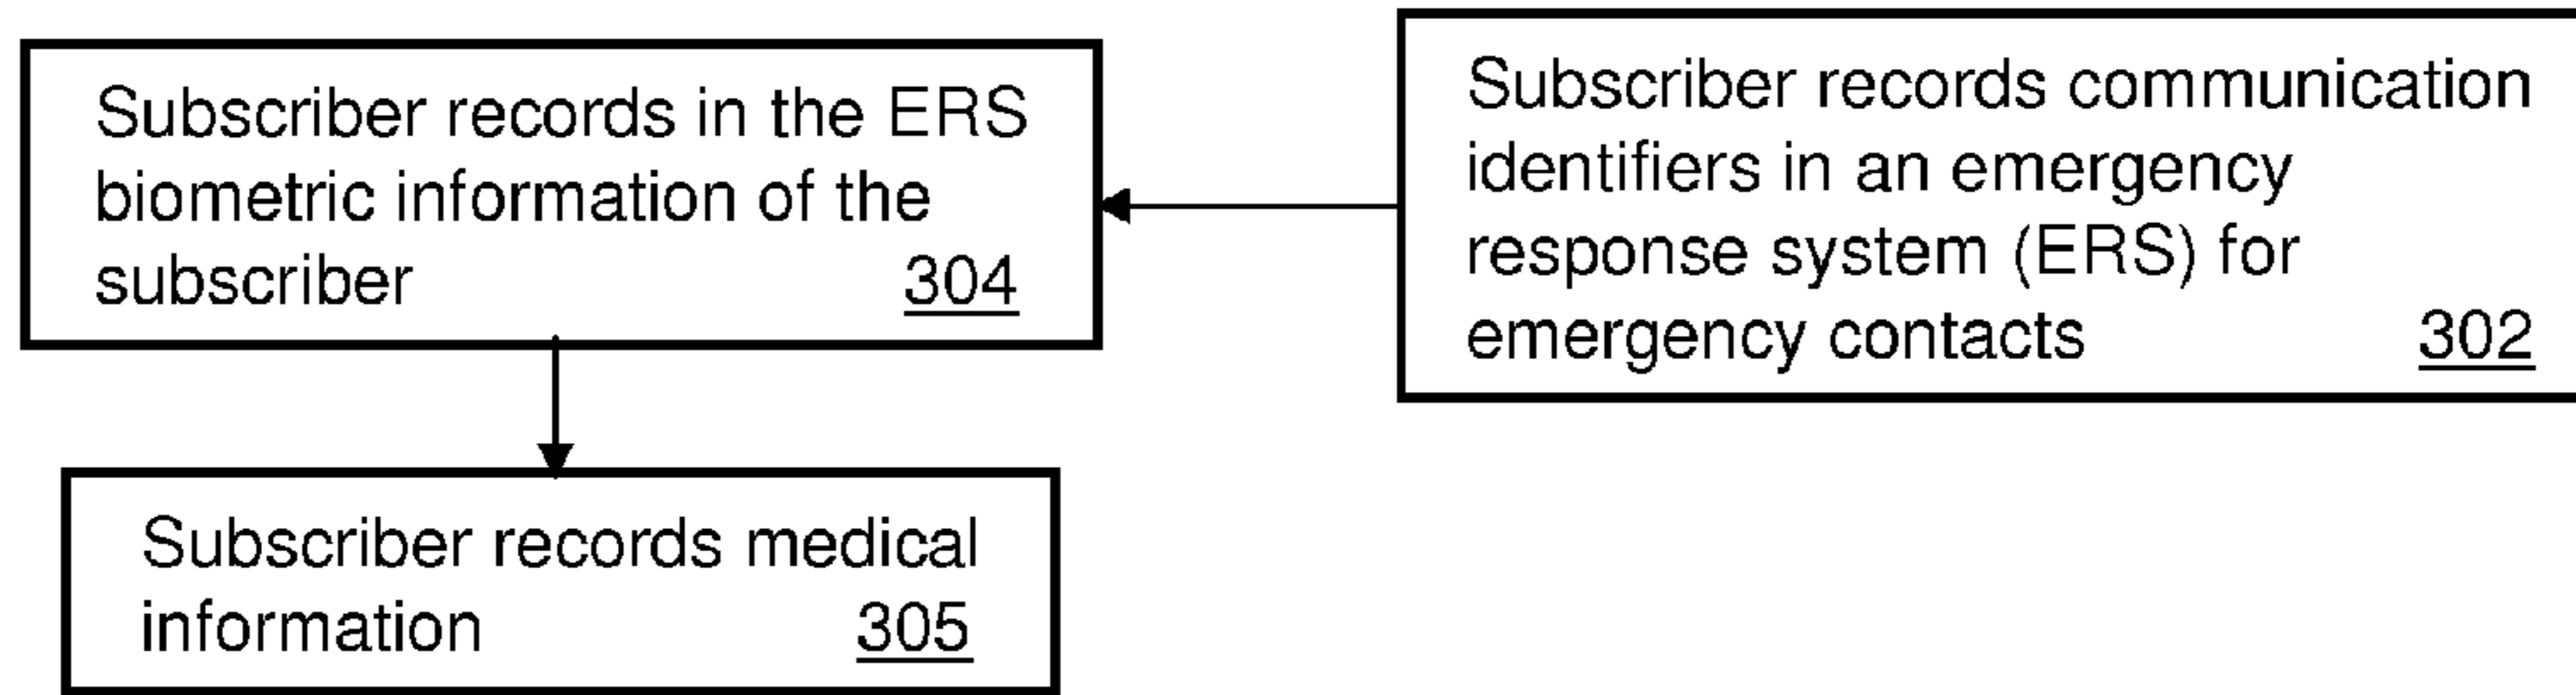 Subscriber records in the ERS
biometric information of the
subscriber 304
Subscriber records communication
identifiers in an emergency
response system (ERS) for
emergency contacts 302
Subscriber records medical
information 305